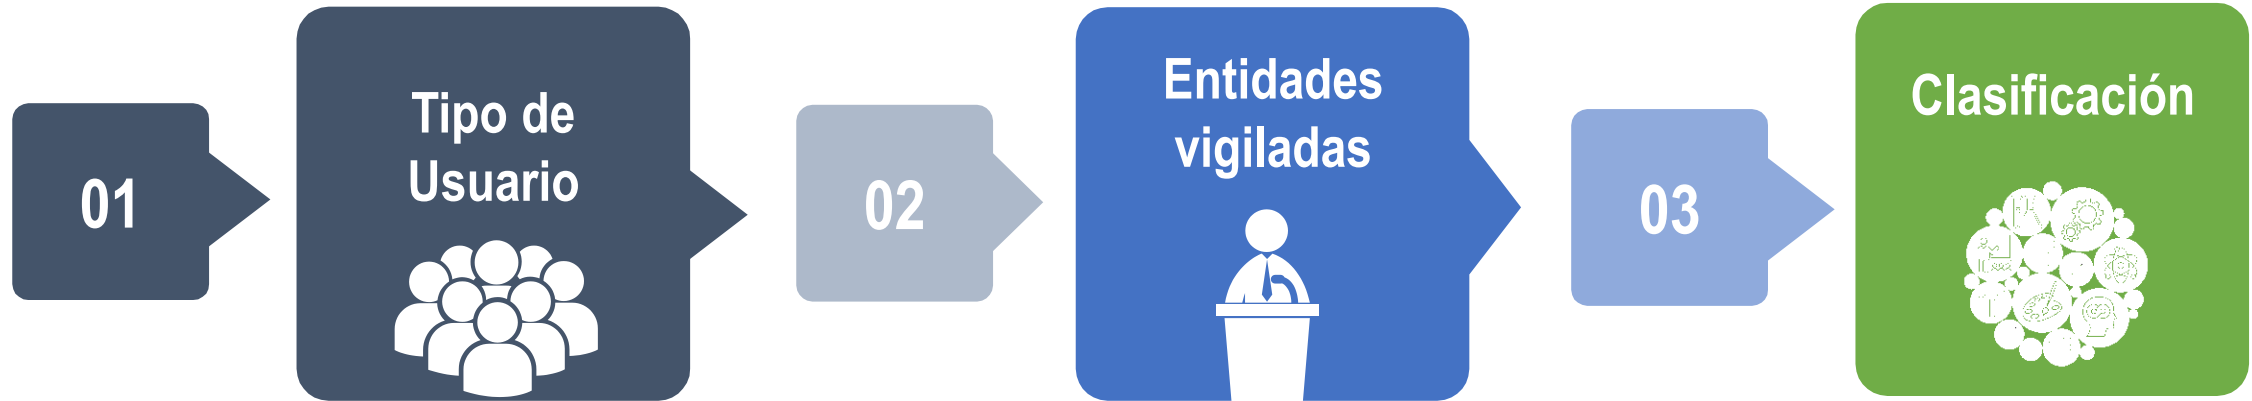 01
Tipo de
Usuario
02
Entidades
vigiladas
03
Clasificación